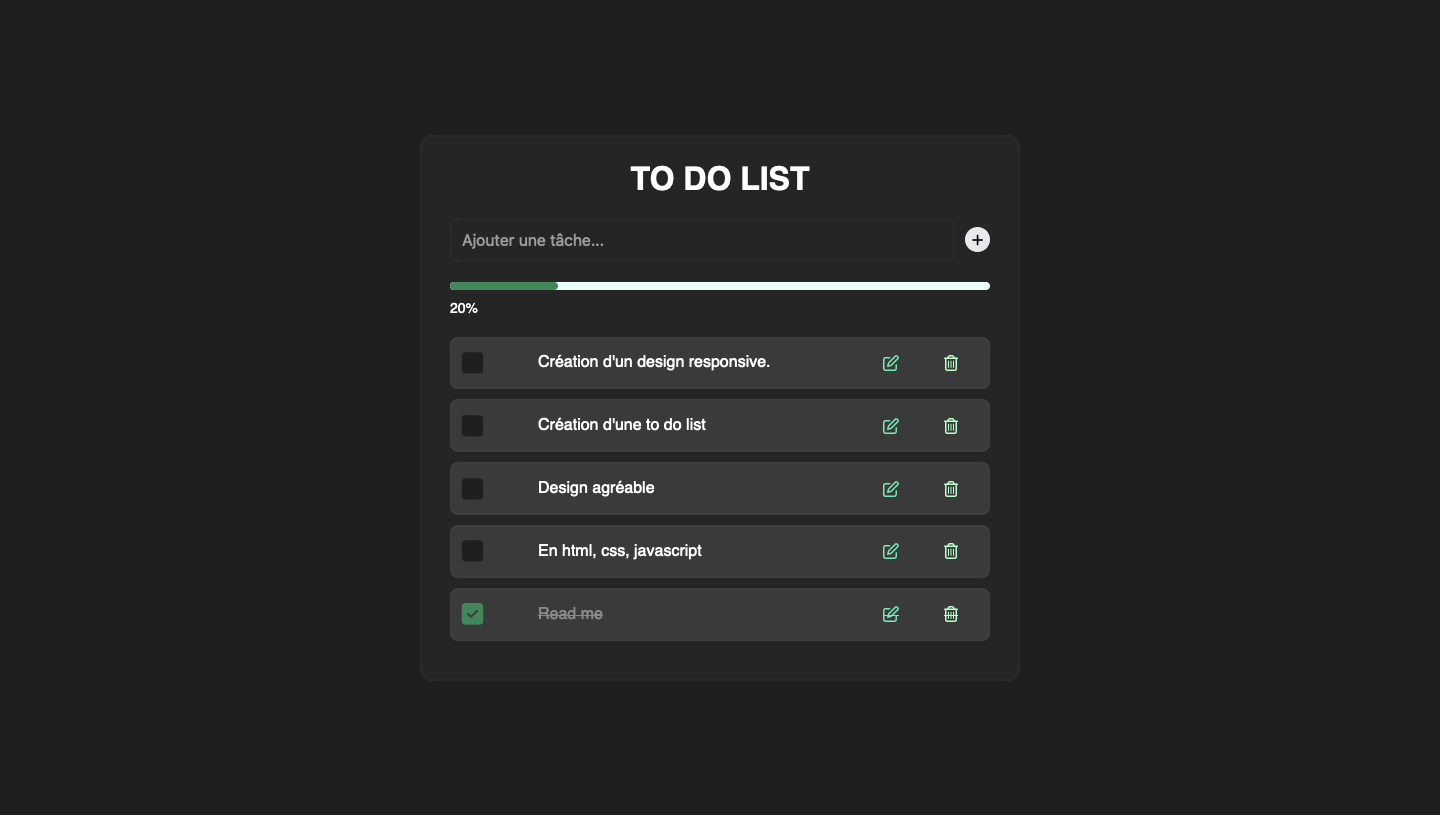 TO DO LIST
Ajouter une tâche...
20%
Création d'un design responsive.
Création d'une to do list
Design agréable
En html, css, javascript
Read me